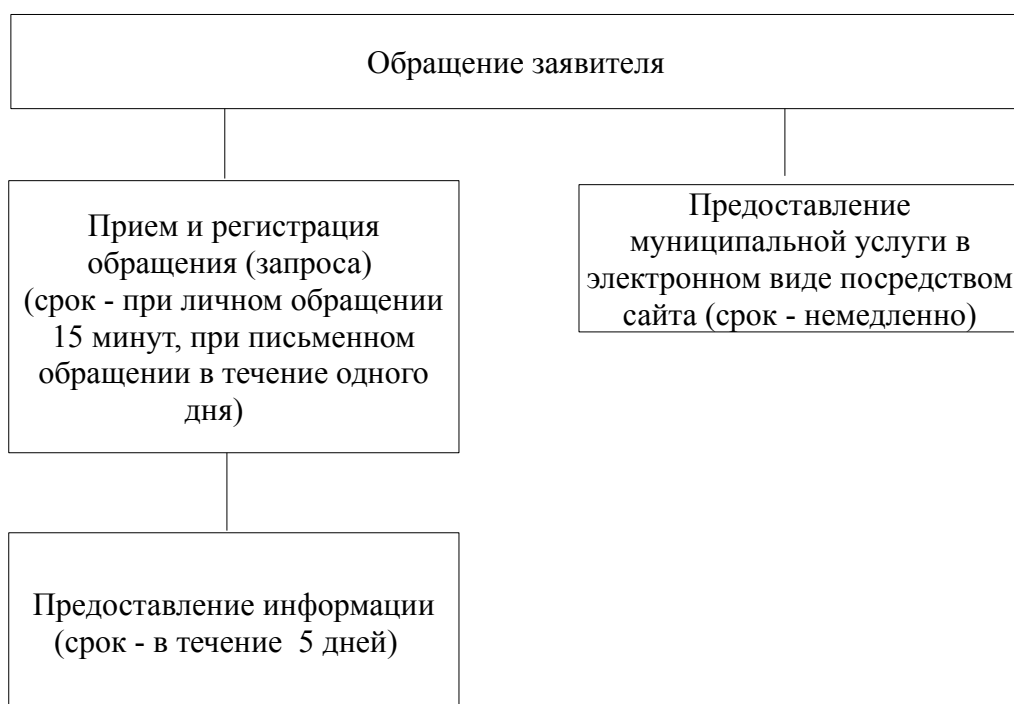 Обращение заявителя
Прием и регистрация
обращения (запроса)
(срок - при личном обращении
15 минут, при письменном
обращении в течение одного
дня)
Предоставление
муниципальной услуги в
электронном виде посредством
сайта (срок - немедленно)
Предоставление информации
(срок - в течение 5 дней)